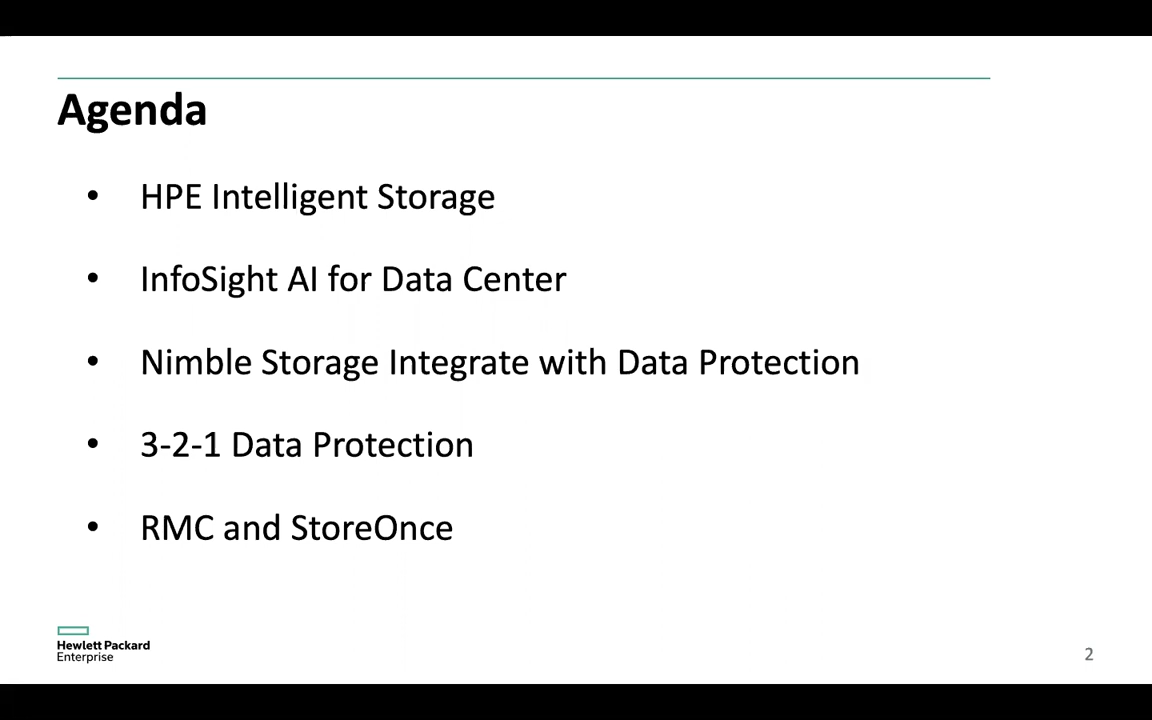 Agenda
• HPE Intelligent Storage
• InfoSight AI for Data Center
• Nimble Storage Integrate with Data Protection
• 3-2-1 Data Protection
• RMC and StoreOnce
Hewlett Packard
Enterprise
2